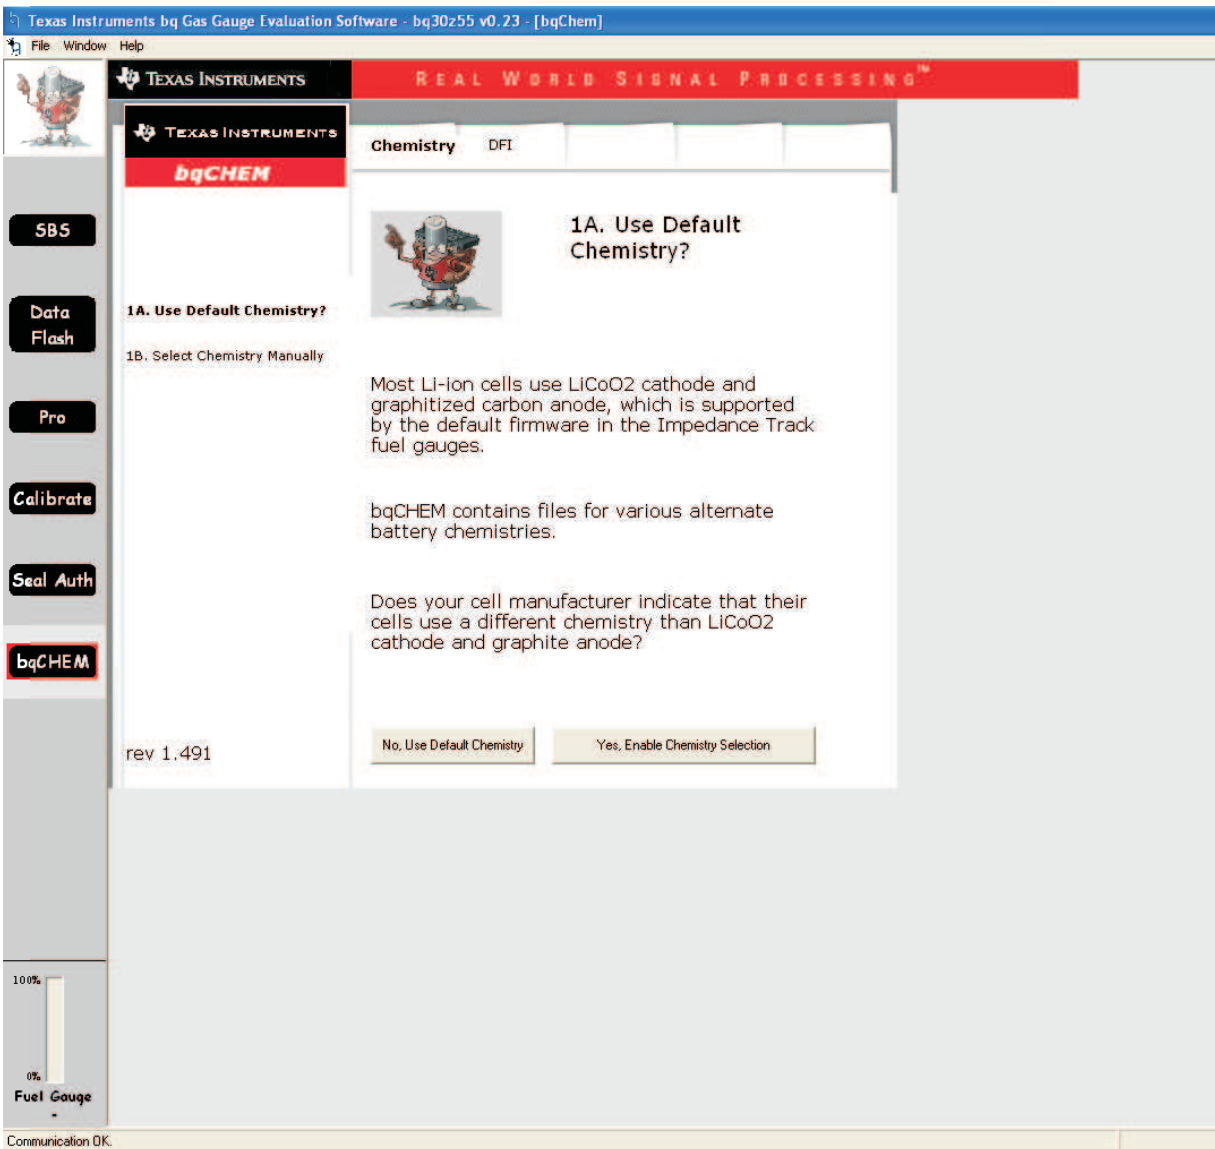 Texas Instruments bq Gas Gauge Evaluation Software - bq30z55 v0.23 - [bqChem]
File Window Help
TEXAS INSTRUMENTS
REAL WORLD SIGNAL PROCESSING™
TEXAS INSTRUMENTS
bqCHEM
Chemistry DFI
SBS
Data
Flash
Pro
Calibrate
Seal Auth
bqCHEM
1A. Use Default Chemistry?
1B. Select Chemistry Manually
rev 1.491
1A. Use Default
Chemistry?
Most Li-ion cells use LiCoO2 cathode and
graphitized carbon anode, which is supported
by the default firmware in the Impedance Track
fuel gauges.
bqCHEM contains files for various alternate
battery chemistries.
Does your cell manufacturer indicate that their
cells use a different chemistry than LiCoO2
cathode and graphite anode?
No, Use Default Chemistry
Yes, Enable Chemistry Selection
100%
0%
Fuel Gauge
-
Communication OK.